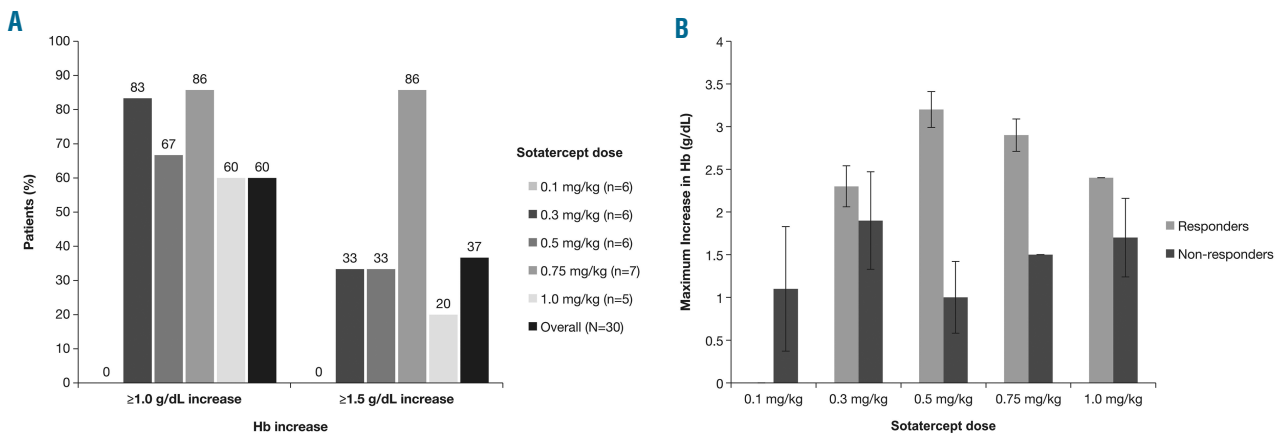 A
Patients (%)
100
90
80
70
60
50
40
30
20
10
0
0
83
67
86
60
60
0
33
33
86
20
37
≥1.0 g/dL increase
≥1.5 g/dL increase
Hb increase
Sotatercept dose
0.1 mg/kg (n=6)
0.3 mg/kg (n=6)
0.5 mg/kg (n=6)
0.75 mg/kg (n=7)
1.0 mg/kg (n=5)
Overall (N=30)
B
Maximum Increase in Hb (g/dL)
4
3.5
3
2.5
2
1.5
1
0.5
0
0.1 mg/kg
0.3 mg/kg
0.5 mg/kg
0.75 mg/kg
1.0 mg/kg
Sotatercept dose
Responders
Non-responders